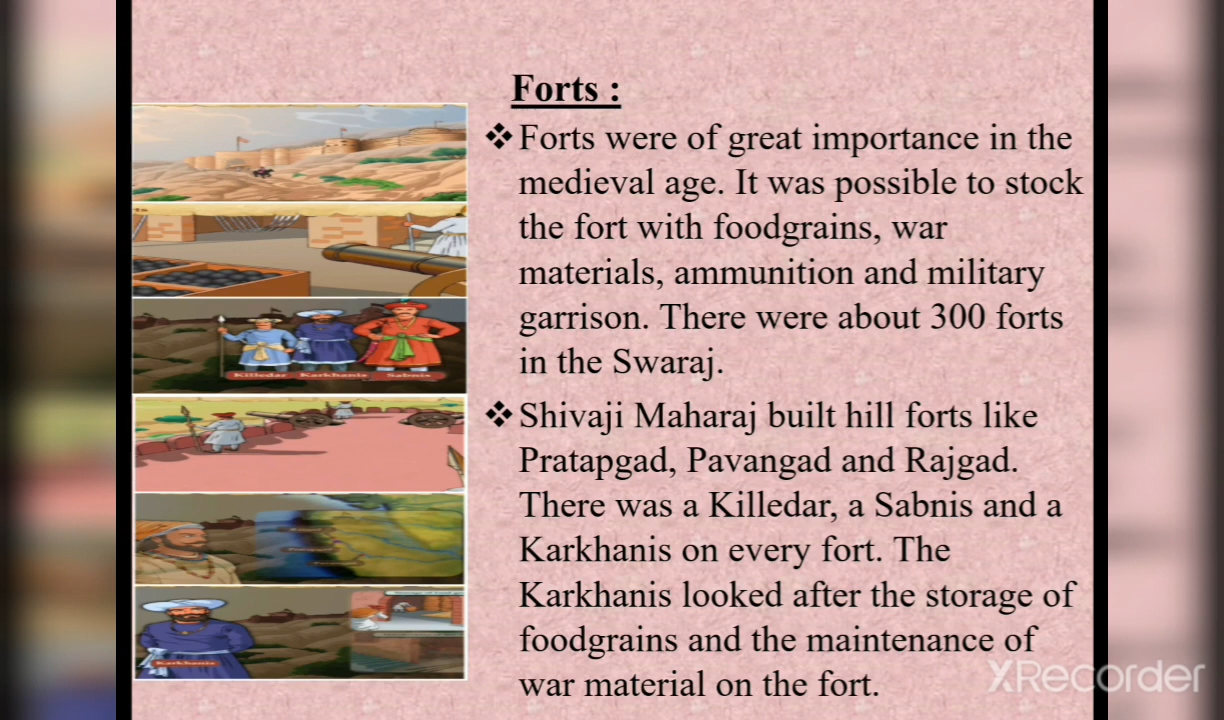 Forts :
❖ Forts were of great importance in the
medieval age. It was possible to stock
the fort with foodgrains, war
materials, ammunition and military
garrison. There were about 300 forts
in the Swaraj.
❖ Shivaji Maharaj built hill forts like
Pratapgad, Pavangad and Rajgad.
There was a Killedar, a Sabnis and a
Karkhanis on every fort. The
Karkhanis looked after the storage of
foodgrains and the maintenance of
war material on the fort.
Killedar Karkhanis Sabnis
Karkhanis
XRecorder